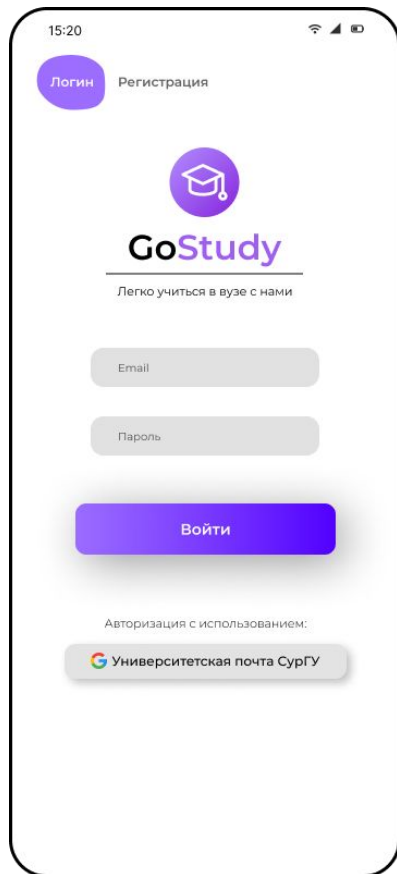 15:20
Логин Регистрация
GoStudy
Легко учиться в вузе с нами
Email
Пароль
Войти
Авторизация с использованием:
Университетская почта СурГУ